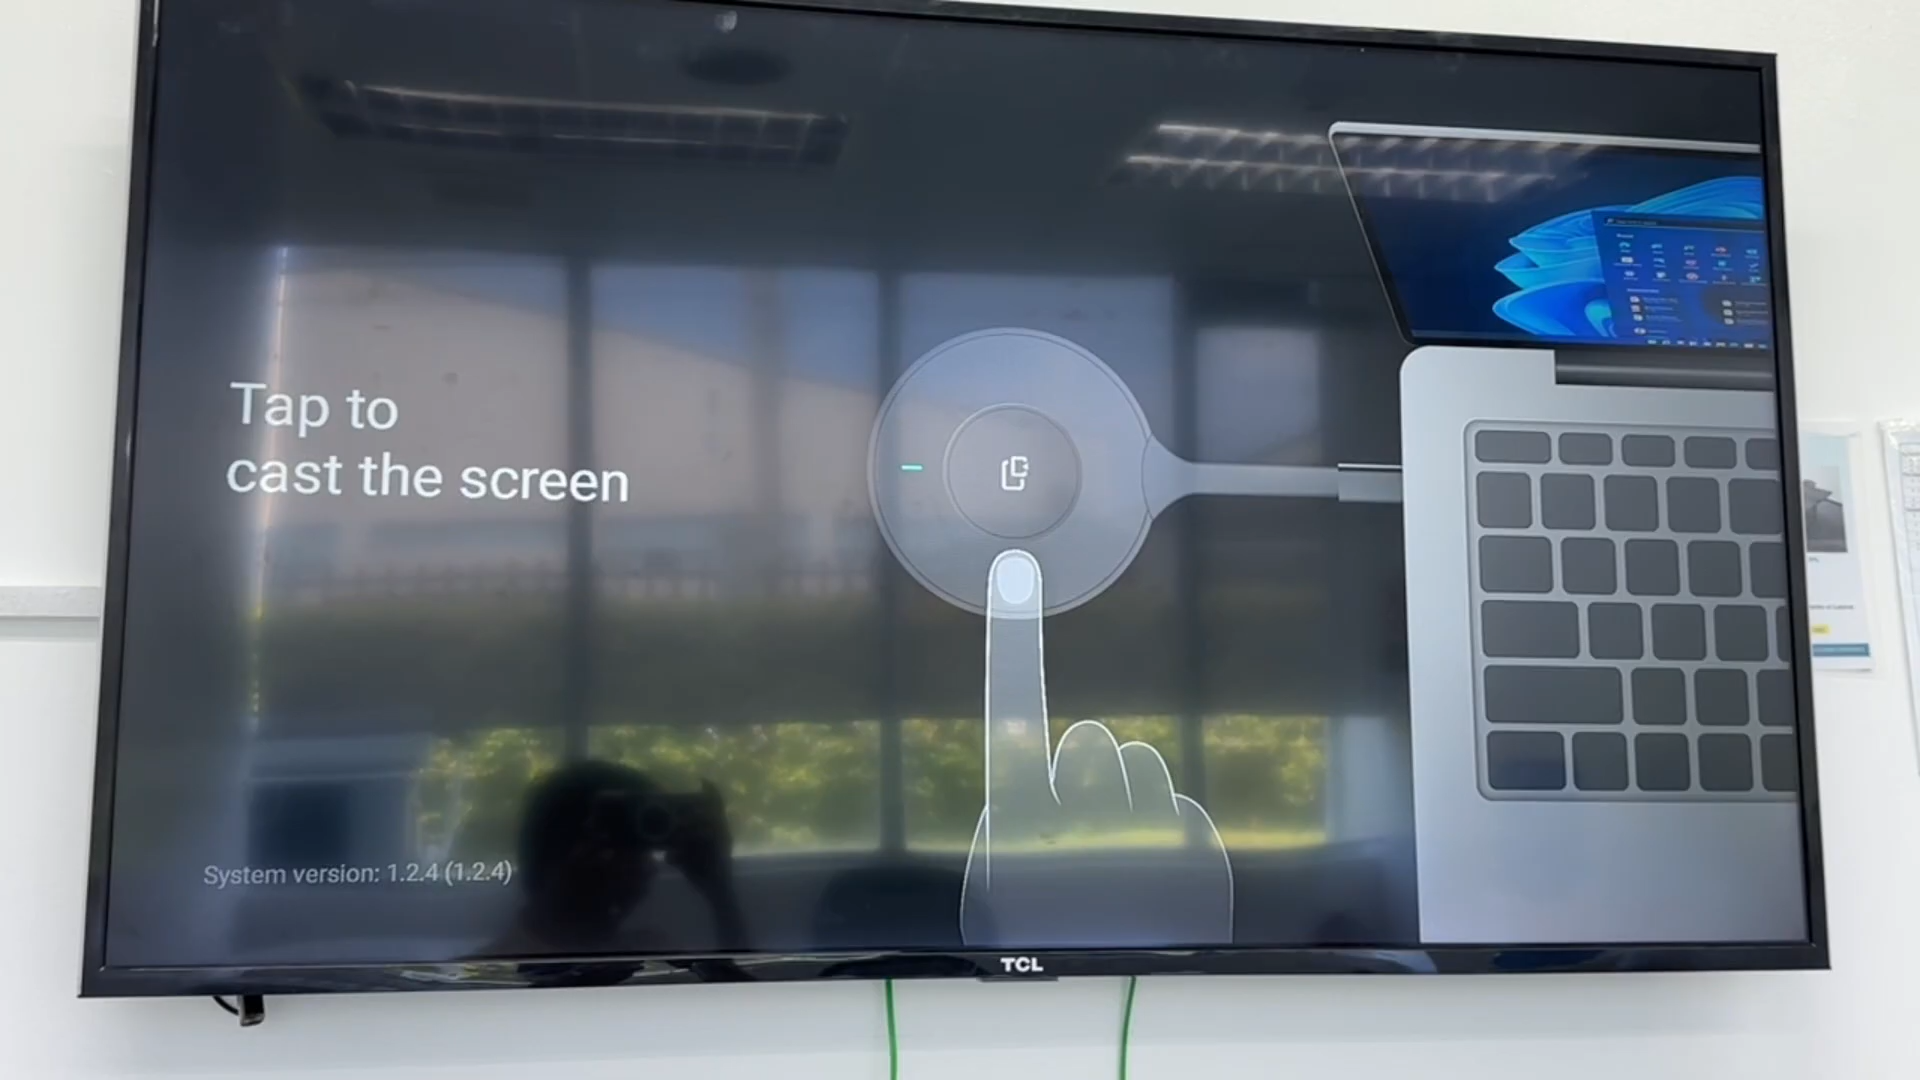 Tap to
cast the screen
System version: 1.2.4 (1.2.4)
TCL